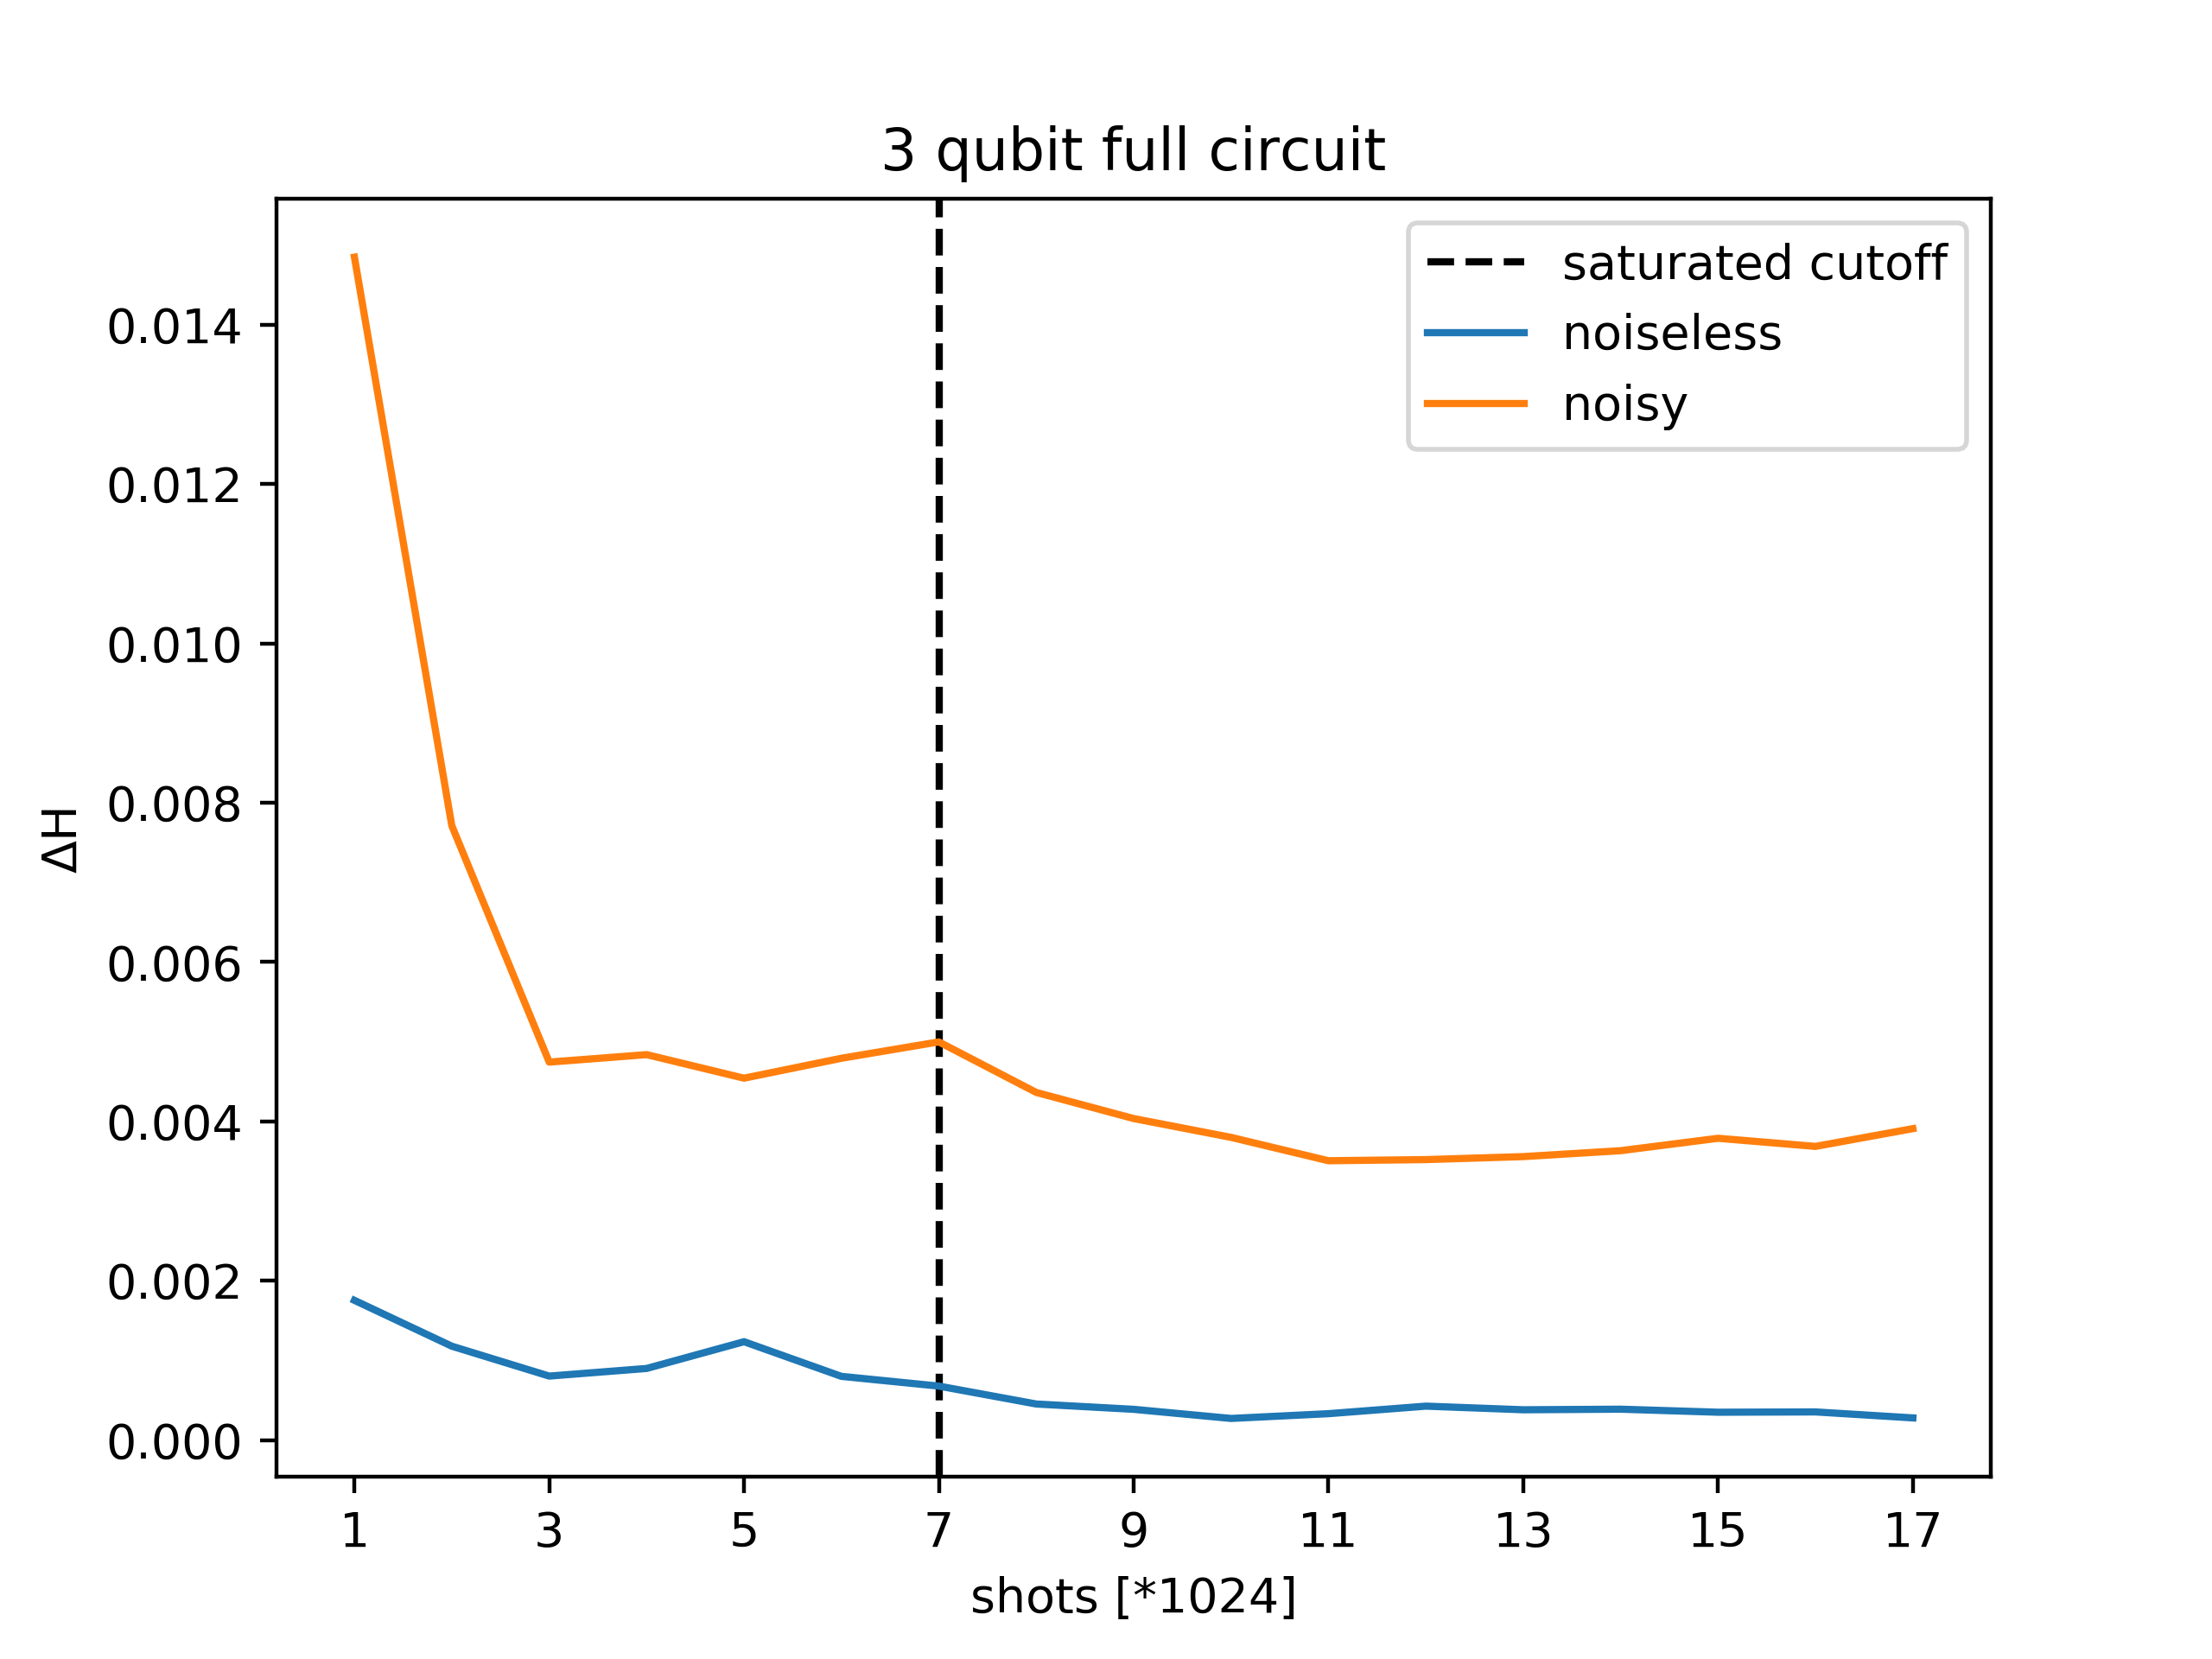 3 qubit full circuit
saturated cutoff
noiseless
noisy
0.014
0.012
0.010
0.008
0.006
0.004
0.002
0.000
ΔH
1 3 5 7 9 11 13 15 17
shots [*1024]